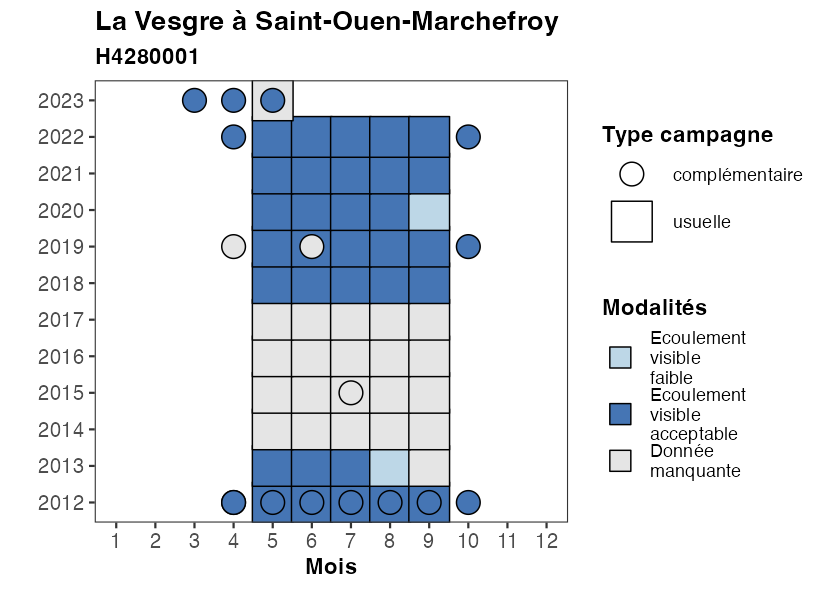 La Vesgre à Saint-Ouen-Marchefroy
H4280001
2023
2022
2021
2020
2019
2018
2017
2016
2015
2014
2013
2012
1 2 3 4 5 6 7 8 9 10 11 12
Mois
Type campagne
complémentaire
usuelle
Modalités
Ecoulement
visible
faible
Ecoulement
visible
acceptable
Donnée
manquante